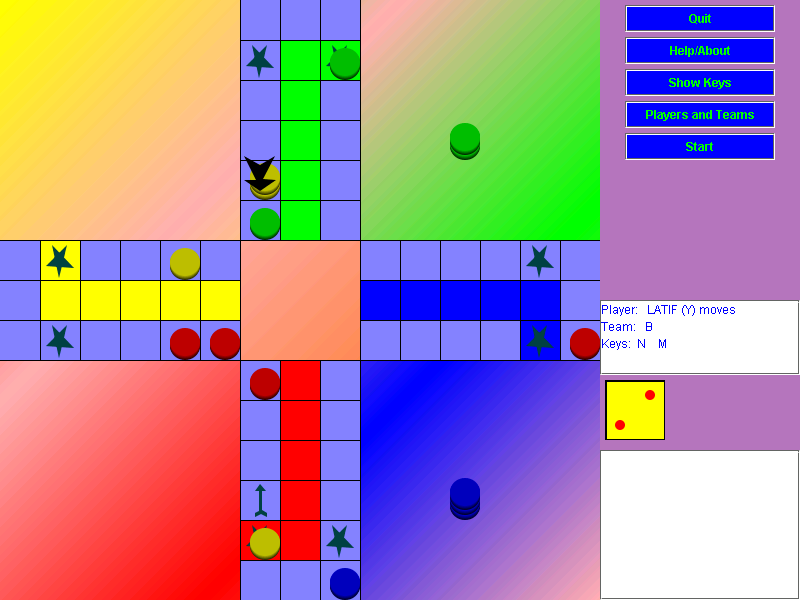 Quit
Help/About
Show Keys
Players and Teams
Start
Player:   LATIF (Y) moves
Team:   B
Keys:  N    M